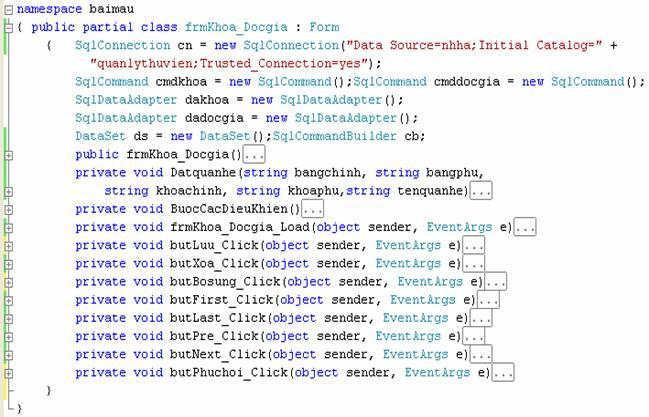 namespace baimau
{ public partial class frmKhoa_Docgia : Form
{ SqlConnection cn = new SqlConnection("Data Source=nhha;Initial Catalog=" +
"quanlythuvien;Trusted_Connection=yes");
SqlCommand cmdkhoa = new SqlCommand();SqlCommand cmddocgia = new SqlCommand();
SqlDataAdapter dakhoa = new SqlDataAdapter();
SqlDataAdapter dadocgia = new SqlDataAdapter();
DataSet ds = new DataSet();SqlCommandBuilder cb;
public frmKhoa_Docgia()...
private void Datquanhe(string bangchinh, string bangphu,
string khoachinh, string khoaphu,string tenquanhe)...
private void BuocCacDieuKhien()...
private void frmKhoa_Docgia_Load(object sender, EventArgs e)...
private void butLuu_Click(object sender, EventArgs e)...
private void butXoa_Click(object sender, EventArgs e)...
private void butBosung_Click(object sender, EventArgs e)...
private void butFirst_Click(object sender, EventArgs e)...
private void butLast_Click(object sender, EventArgs e)...
private void butPre_Click(object sender, EventArgs e)...
private void butNext_Click(object sender, EventArgs e)...
private void butPhuchoi_Click(object sender, EventArgs e)...
}
}